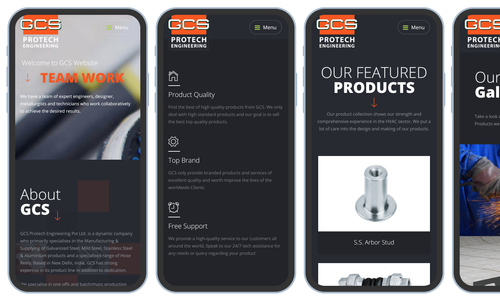 GCS
PROTECH
ENGINEERING
Menu
Welcome to GCS Website
TEAM WORK
We have a team of expert engineers, designer,
metallurgists and technicians who work collaboratively
to achieve the desired results.
About
GCS
GCS Protech Engineering Pvt Ltd. is a dynamic company
who primarily specialises in the Manufacturing &
Supplying of Galvanised Steel, Mild Steel, Stainless Steel
& Aluminium products and a specialised range of Hose
Reels. Based in New Delhi, India. GCS has strong
expertise in its product line in addition to dedication.
GCS
PROTECH
ENGINEERING
Menu
Product Quality
Find the best of high-quality products from GCS. We only
deal with high standard products and our goal is to sell
the best top quality products.
Top Brand
GCS only provide branded products and services of
excellent quality and worth improve the lives of the
worldwide Clients.
Free Support
We provide a high-quality service to our customers all
around the world. Speak to our 24/7 tech assistance for
any needs or query regarding your product
GCS
PROTECH
ENGINEERING
Menu
OUR FEATURED
PRODUCTS
Our product collection shows our strength and
comprehensive experience in the HVAC sector. We put a
lot of care into the design and making of our products.
S.S. Arbor Stud
GCS
PROTECH
ENGINEERING
Our
Gal
Take a look
Products we